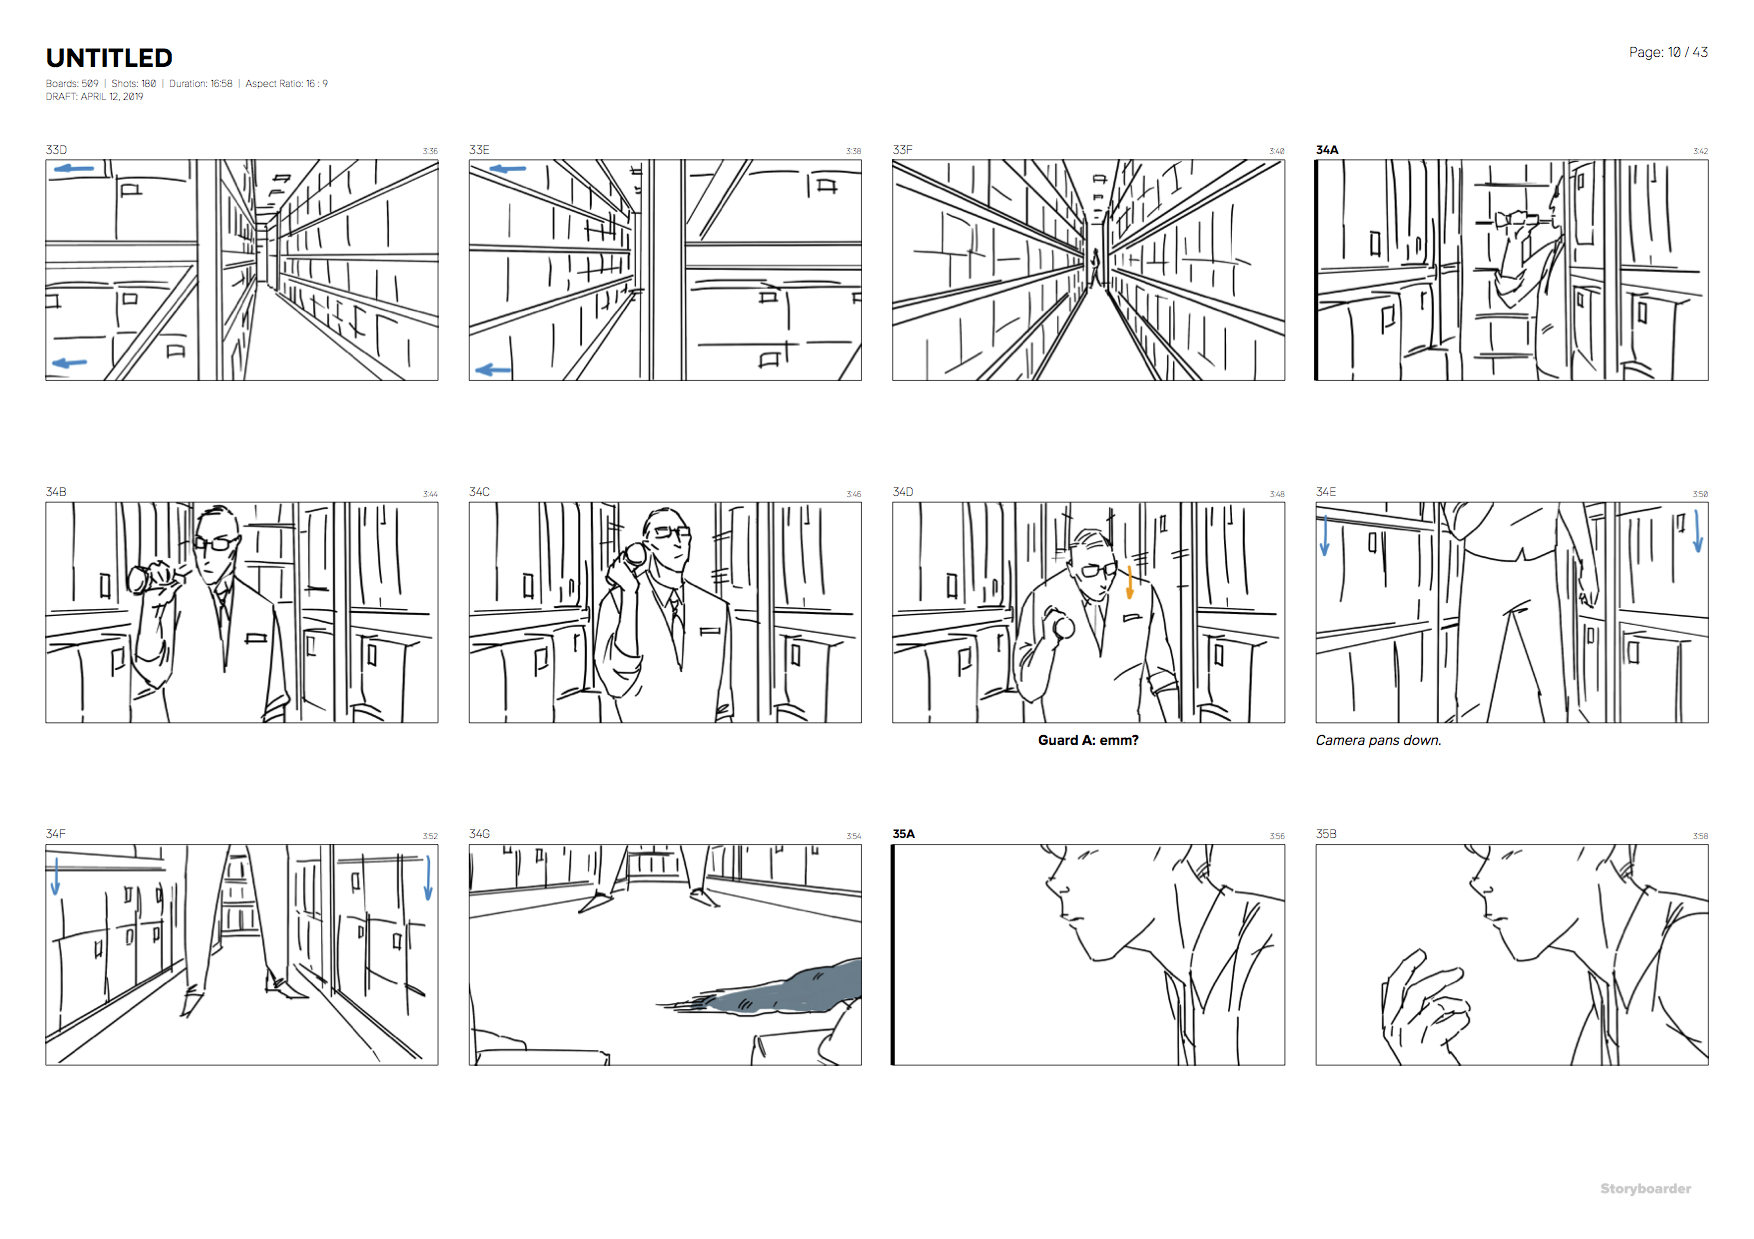 UNTITLED
Page: 10 / 43
Boards: 509 | Shots: 180 | Duration: 16:58 | Aspect Ratio: 16 : 9
DRAFT: APRIL 12, 2019
33D 3:36
33E 3:38
33F 3:40
34A 3:42
34B 3:44
34C 3:46
34D 3:48
34E 3:50
Guard A: emm?
Camera pans down.
34F 3:52
34G 3:54
35A 3:56
35B 3:58
Storyboarder